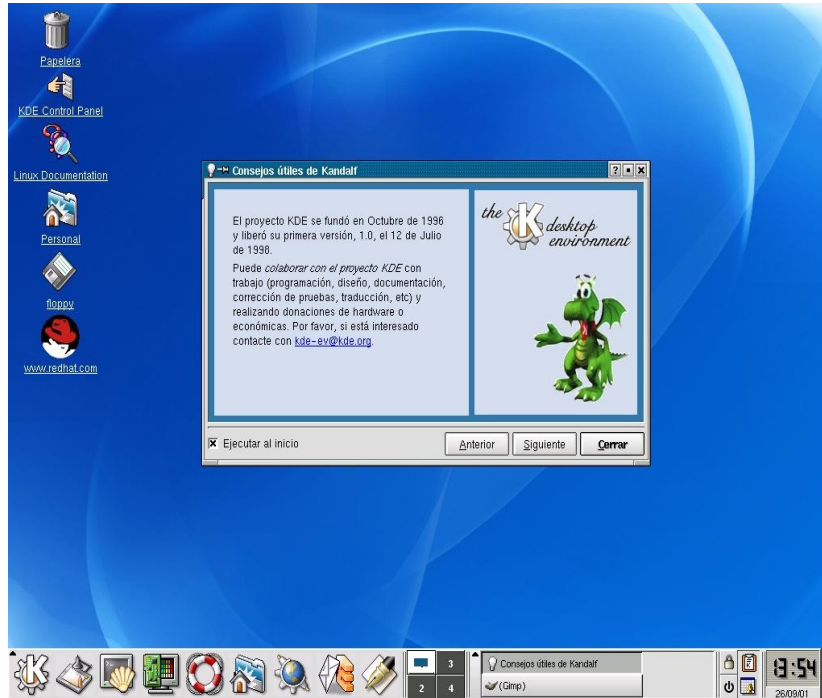 Papelera
KDE Control Panel
Linux Documentation
Personal
floppy
www.redhat.com
Consejos útiles de Kandalf
El proyecto KDE se fundó en Octubre de 1996
y liberó su primera versión, 1.0, el 12 de Julio
de 1998.
Puede colaborar con el proyecto KDE con
trabajo (programación, diseño, documentación,
corrección de pruebas, traducción, etc) y
realizando donaciones de hardware o
económicas. Por favor, si está interesado
contacte con kde-ev@kde.org.
the K desktop
environment
Ejecutar al inicio
Anterior
Siguiente
Cerrar
3
2
4
Consejos útiles de Kandalf
(Gimp)
13:54
26/09/01